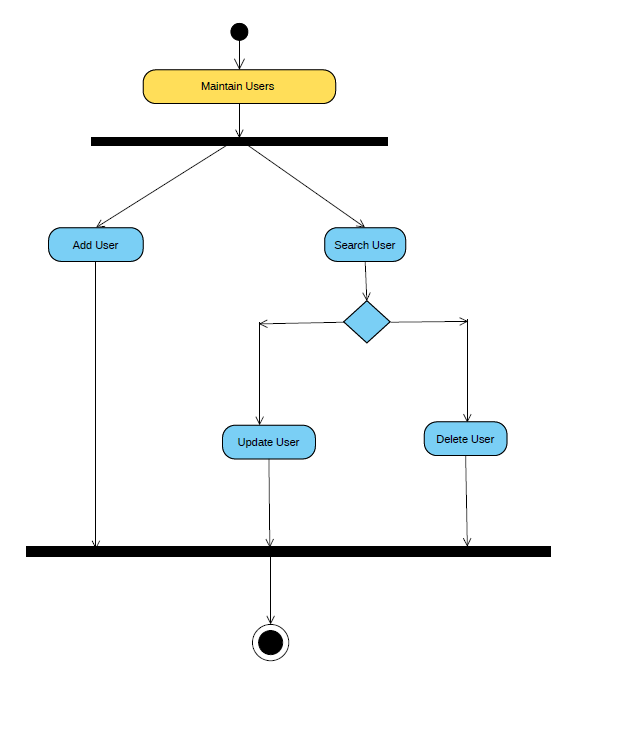 Maintain Users
Add User
Search User
Update User
Delete User